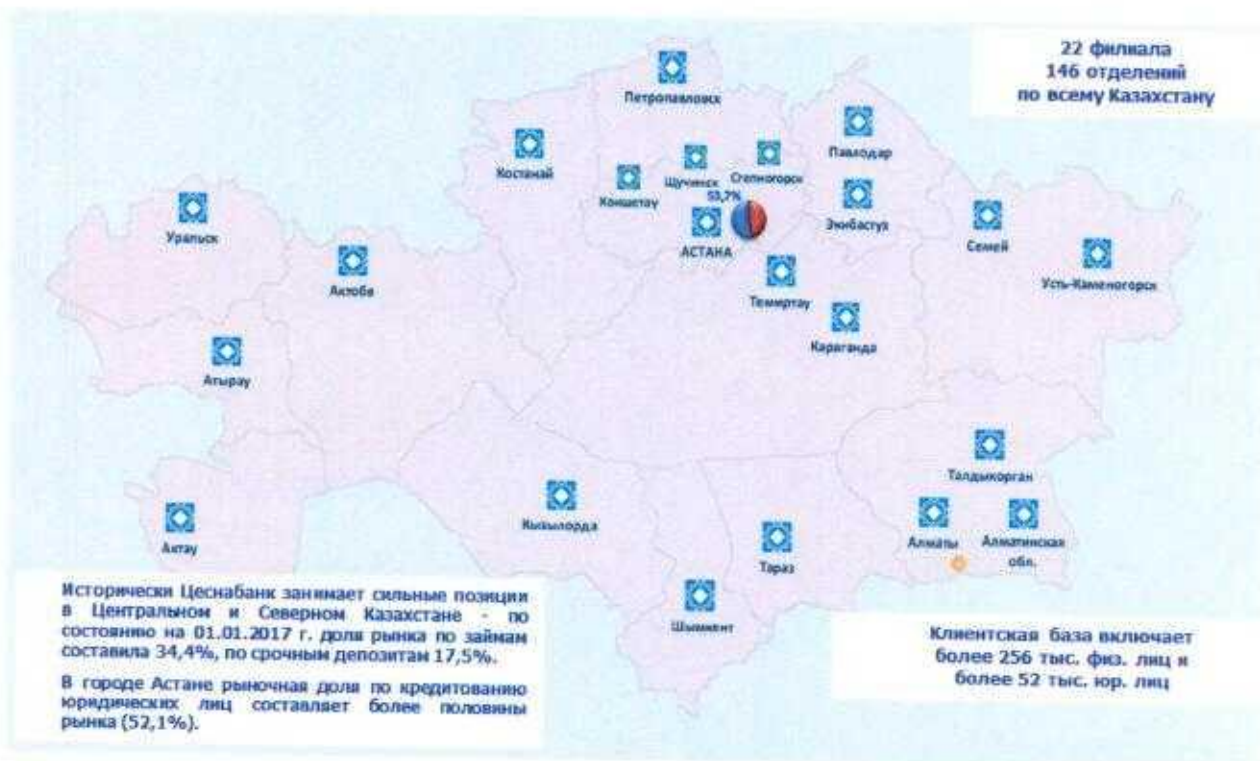 22 филиала
146 отделений
по всему Казахстану
Петропавловск
Павлодар
Костанай
Щучинск
Степногорск
Кокшетау
53,7%
Экибастуз
АСТАНА
Семей
Уральск
Усть-Каменогорск
Актобе
Темиртау
Караганда
Атырау
Талдыкорган
Кызылорда
Алматы
Алматинская
обл.
Актау
Тараз
Шымкент
Исторически Цеснабанк занимает сильные позиции
в Центральном и Северном Казахстане - по
состоянию на 01.01.2017 г. доля рынка по займам
составила 34,4%, по срочным депозитам 17,5%.
В городе Астане рыночная доля по кредитованию
юридических лиц составляет более половины
рынка (52,1%).
Клиентская база включает
более 256 тыс. физ. лиц и
более 52 тыс. юр. лиц